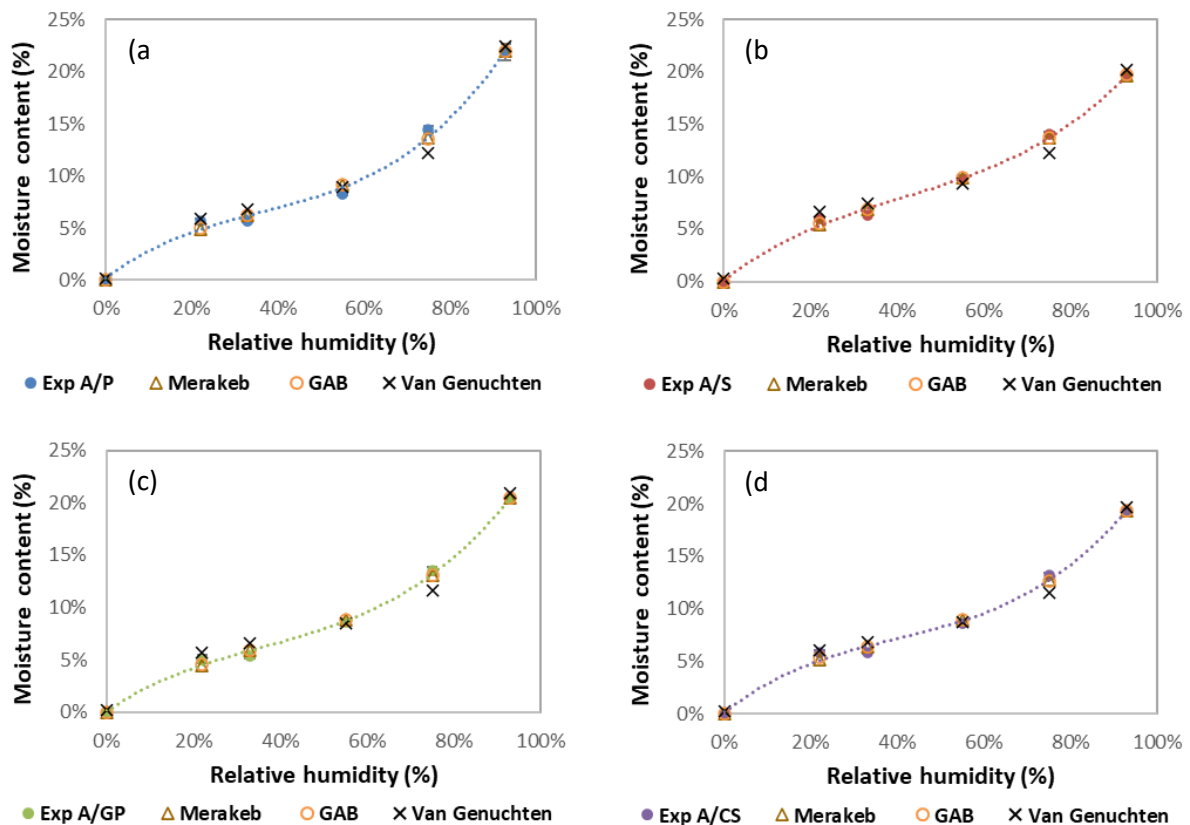 (a)
Moisture content (%)
25%
20%
15%
10%
5%
0%
0% 20% 40% 60% 80% 100%
Relative humidity (%)
Exp A/P Merakeb GAB Van Genuchten
(b)
Moisture content (%)
25%
20%
15%
10%
5%
0%
0% 20% 40% 60% 80% 100%
Relative humidity (%)
Exp A/S Merakeb GAB Van Genuchten
(c)
Moisture content (%)
25%
20%
15%
10%
5%
0%
0% 20% 40% 60% 80% 100%
Relative humidity (%)
Exp A/GP Merakeb GAB Van Genuchten
(d)
Moisture content (%)
25%
20%
15%
10%
5%
0%
0% 20% 40% 60% 80% 100%
Relative humidity (%)
Exp A/CS Merakeb GAB Van Genuchten